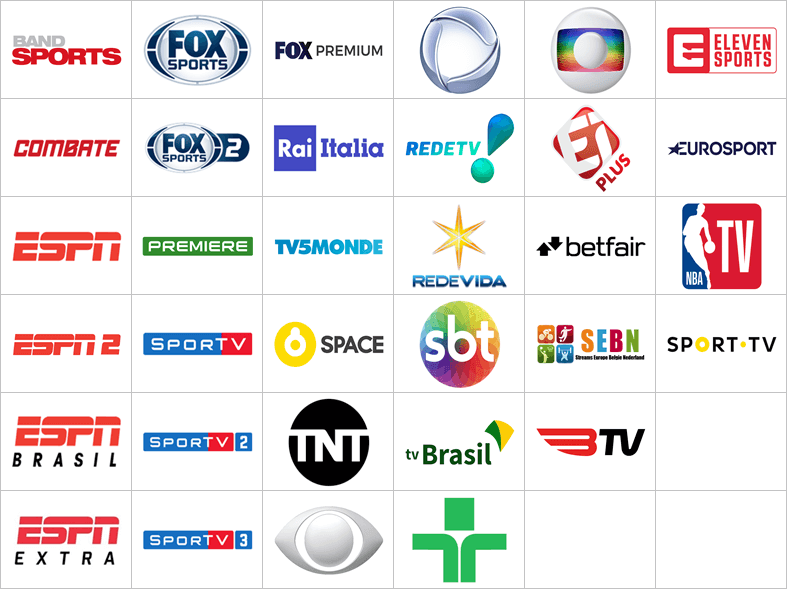 BAND
SPORTS
FOX
SPORTS
FOX PREMIUM
ELEVEN
SPORTS
COMBATE
FOX
SPORTS 2
Rai Italia
REDETV
EI
PLUS
EUROSPORT
ESPN
PREMIERE
TV5MONDE
REDEVIDA
betfair
NBA TV
ESPN 2
SPORTV
SPACE
sbt
SEBN
Streams Europe Belgie Nederland
SPORT•TV
ESPN
BRASIL
SPORTV 2
TNT
tv Brasil
BTV
ESPN
EXTRA
SPORTV 3